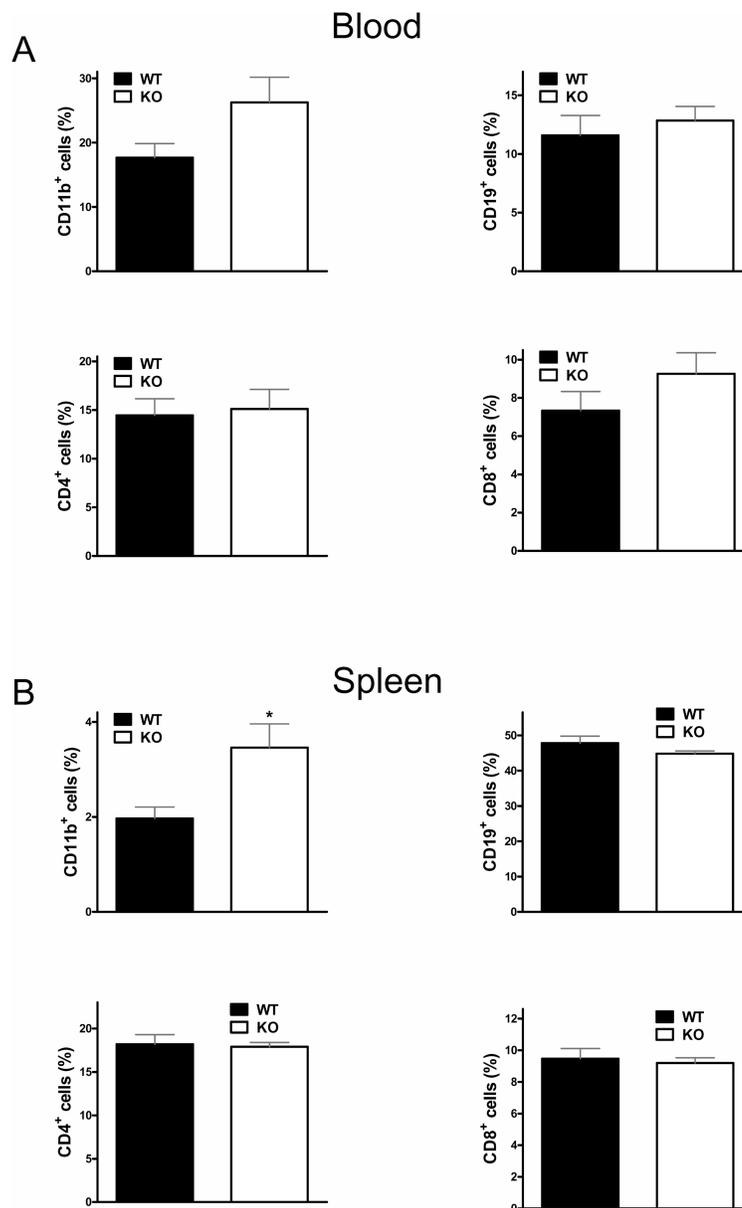 Blood
A
WT
KO
CD11b+ cells (%)
30
20
10
0
WT
KO
CD19+ cells (%)
15
10
5
0
WT
KO
CD4+ cells (%)
20
15
10
5
0
WT
KO
CD8+ cells (%)
10
8
6
4
2
0
Spleen
B
WT
KO
*
CD11b+ cells (%)
4
2
0
WT
KO
CD19+ cells (%)
50
40
30
20
10
0
WT
KO
CD4+ cells (%)
20
15
10
5
0
WT
KO
CD8+ cells (%)
12
10
8
6
4
2
0